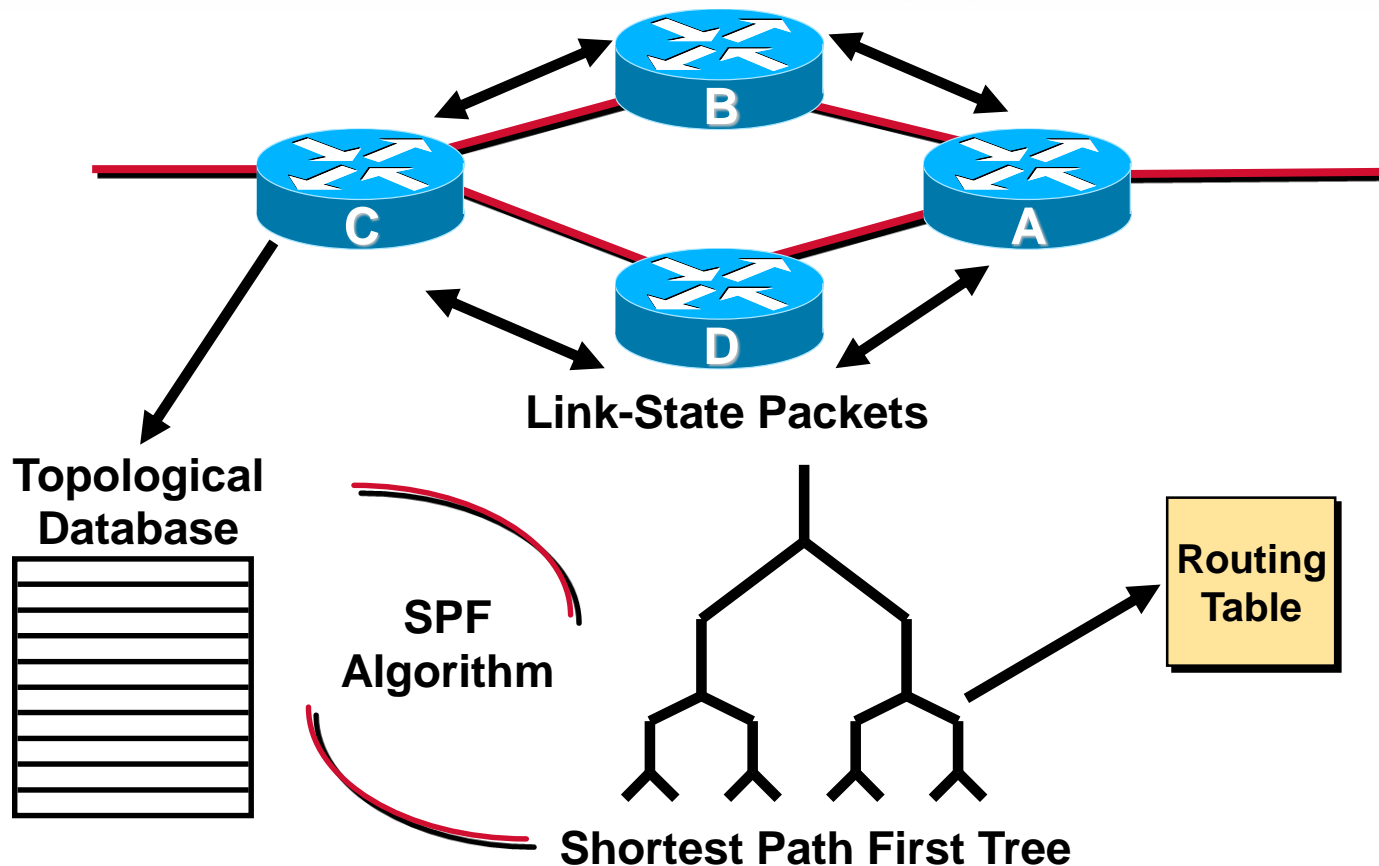 B
C
A
D
Link-State Packets
Topological
Database
SPF
Algorithm
Routing
Table
Shortest Path First Tree